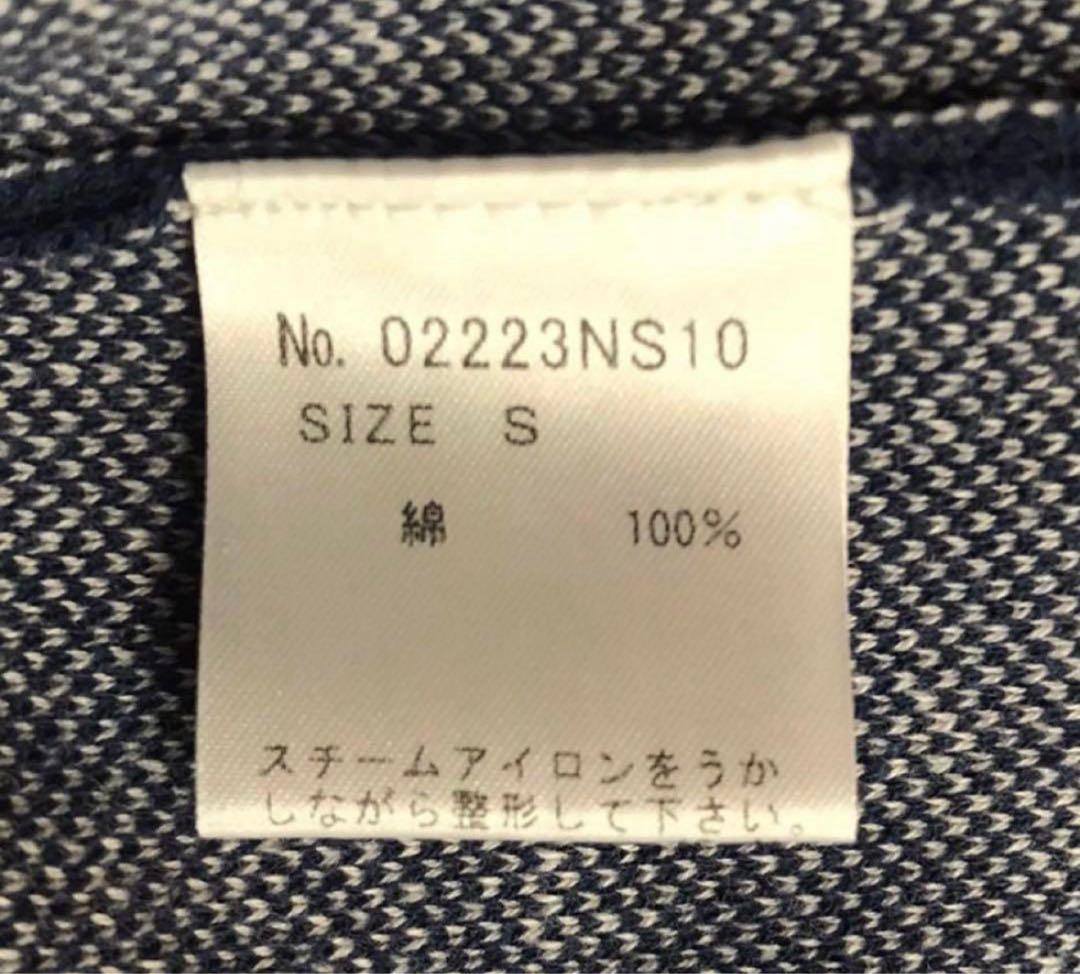 No. 02223NS10
SIZE S
綿 100%
スチームアイロンをうか
しながら整形して下さい。